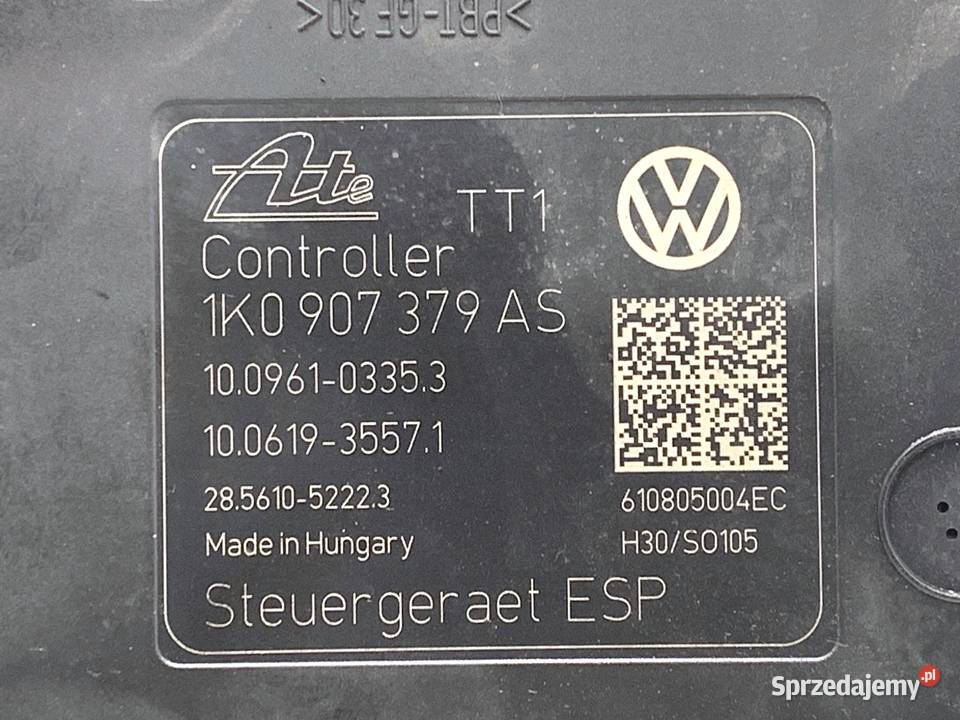 >PBT-GF30<
Ate
TT1
Controller
1K0 907 379 AS
10.0961-0335.3
10.0619-3557.1
28.5610-5222.3
610805004EC
Made in Hungary
H30/SO105
Steuergeraet ESP
Sprzedajemy.pl